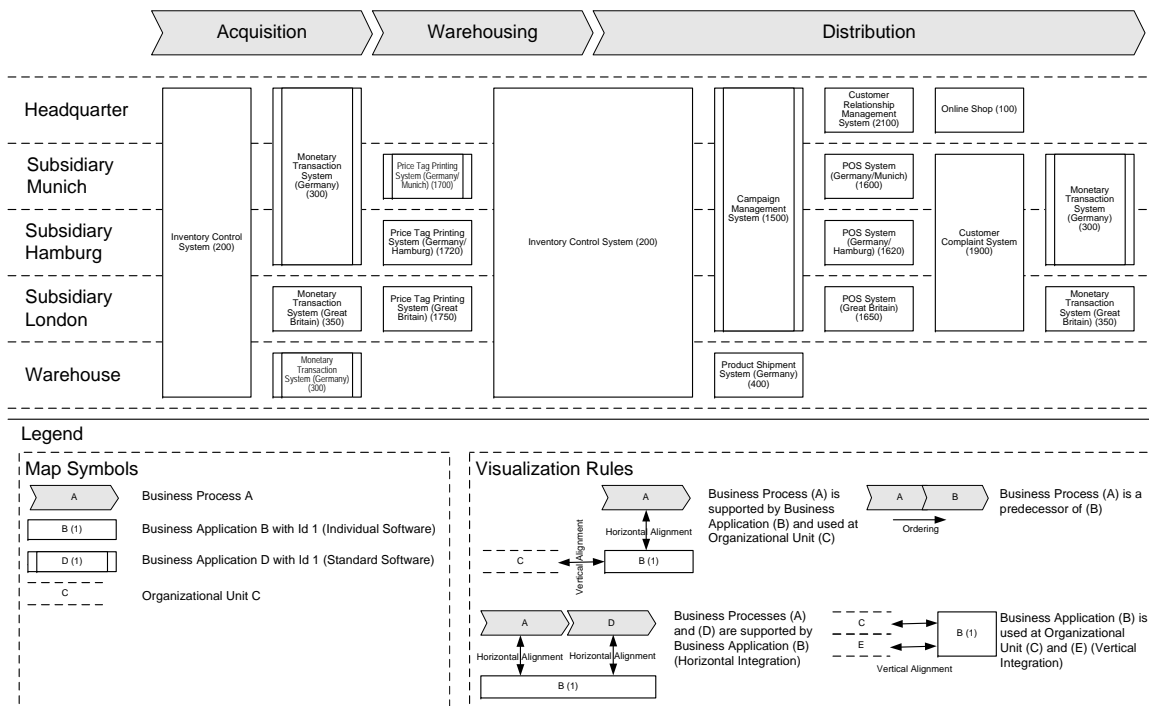 Acquisition
Warehousing
Distribution
Headquarter
Subsidiary
Munich
Subsidiary
Hamburg
Subsidiary
London
Warehouse
Inventory Control
System (200)
Monetary
Transaction
System
(Germany)
(300)
Monetary
Transaction
System (Great
Britain) (350)
Monetary
Transaction
System (Germany)
(300)
Price Tag Printing
System (Germany/
Munich) (1700)
Price Tag Printing
System (Germany/
Hamburg) (1720)
Price Tag Printing
System (Great
Britain) (1750)
Inventory Control System (200)
Campaign
Management
System (1500)
Product Shipment
System (Germany)
(400)
Customer
Relationship
Management
System (2100)
POS System
(Germany/Munich)
(1600)
POS System
(Germany/
Hamburg) (1620)
POS System
(Great Britain)
(1650)
Online Shop (100)
Customer
Complaint System
(1900)
Monetary
Transaction
System
(Germany)
(300)
Monetary
Transaction
System (Great
Britain) (350)
Legend
Map Symbols
A
Business Process A
B (1)
Business Application B with Id 1 (Individual Software)
D (1)
Business Application D with Id 1 (Standard Software)
C
Organizational Unit C
Visualization Rules
A
Horizontal Alignment
C
Vertical Alignment
B (1)
Business Process (A) is
supported by Business
Application (B) and used at
Organizational Unit (C)
A
B
Ordering
Business Process (A) is a
predecessor of (B)
A
D
Horizontal Alignment
Horizontal Alignment
B (1)
Business Processes (A)
and (D) are supported by
Business Application (B)
(Horizontal Integration)
C
E
B (1)
Vertical Alignment
Business Application (B) is
used at Organizational
Unit (C) and (E) (Vertical
Integration)